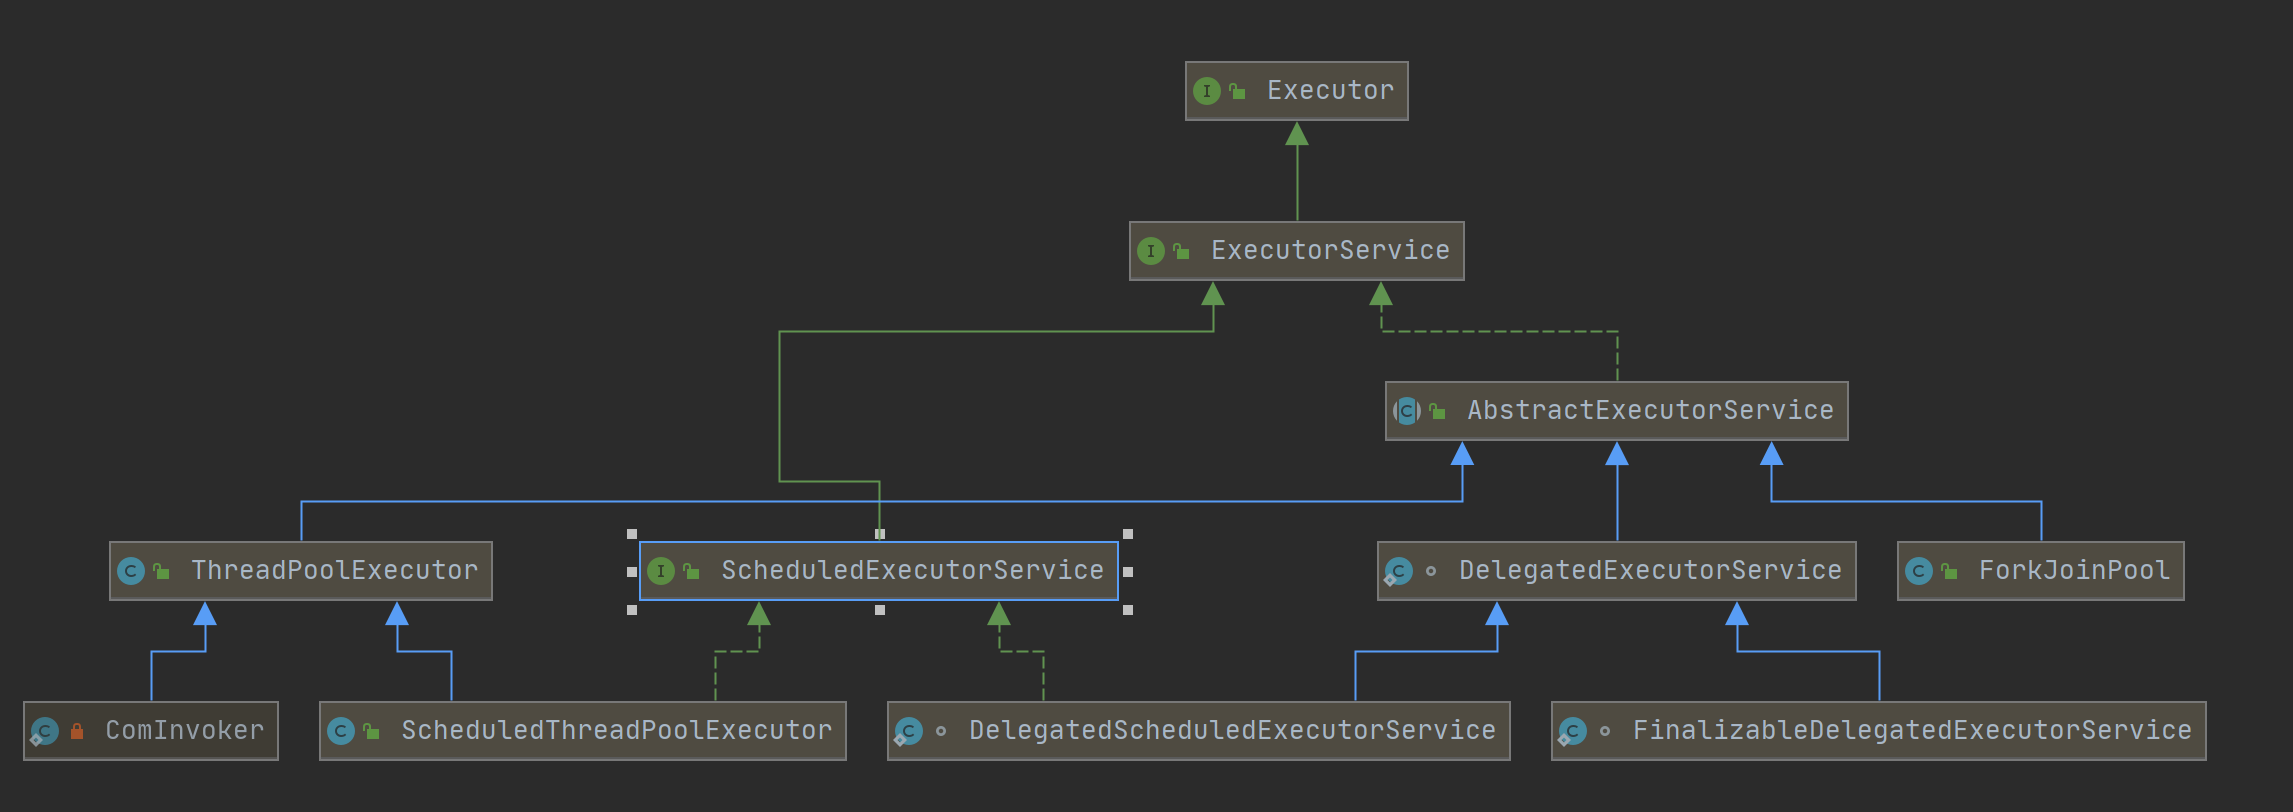 Executor
ExecutorService
AbstractExecutorService
ThreadPoolExecutor
ScheduledExecutorService
DelegatedExecutorService
ForkJoinPool
ComInvoker
ScheduledThreadPoolExecutor
DelegatedScheduledExecutorService
FinalizableDelegatedExecutorService